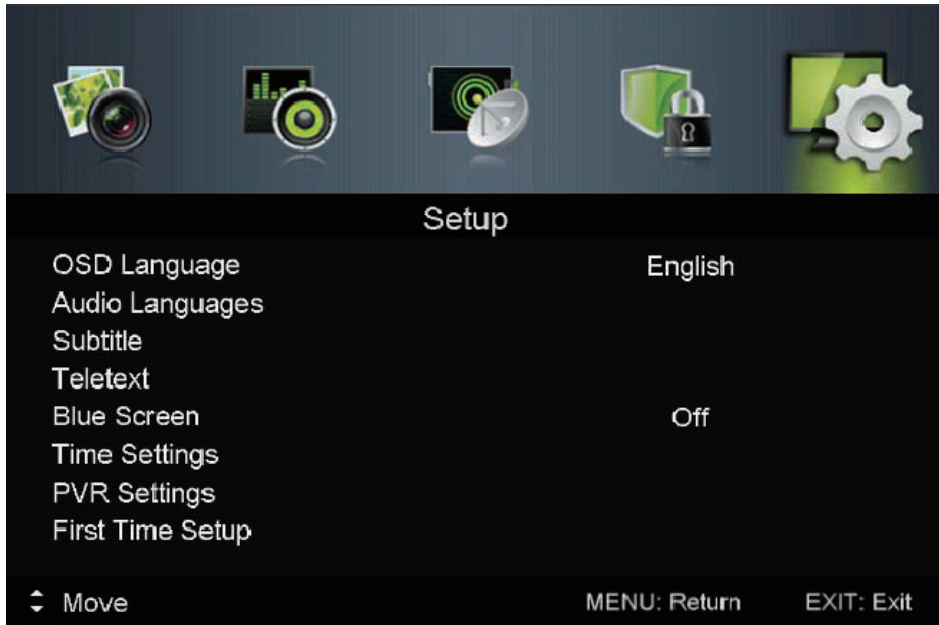 Setup
OSD Language English
Audio Languages
Subtitle
Teletext
Blue Screen Off
Time Settings
PVR Settings
First Time Setup
Move MENU: Return EXIT: Exit